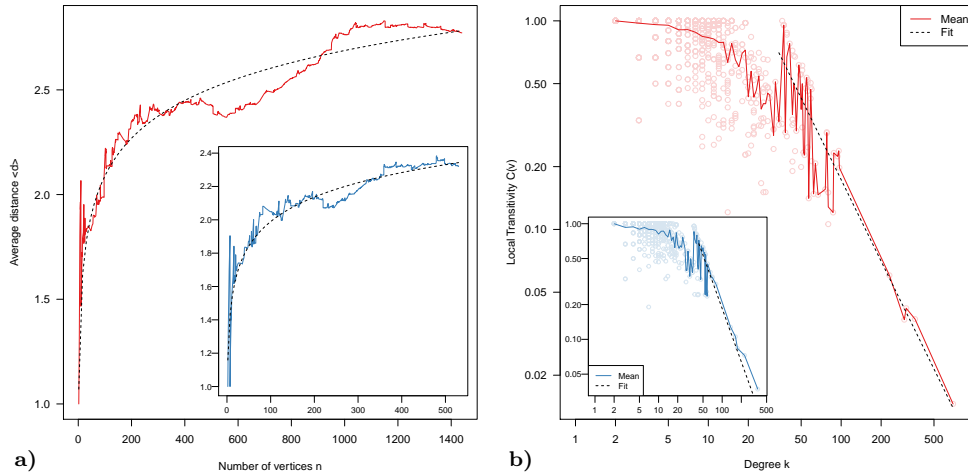 Average distance <d>
2.5
2.0
1.5
1.0
0 200 400 600 800 1000 1200 1400
Number of vertices n
2.4
2.2
2.0
1.8
1.6
1.4
1.2
1.0
0 100 200 300 400 500
a)
Local Transitivity C(v)
1.00
0.50
0.20
0.10
0.05
0.02
1 2 5 10 20 50 100 200 500
Degree k
Mean
Fit
1.00
0.50
0.20
0.10
0.05
Mean
Fit
1 2 5 10 20 50 100 200 500
b)